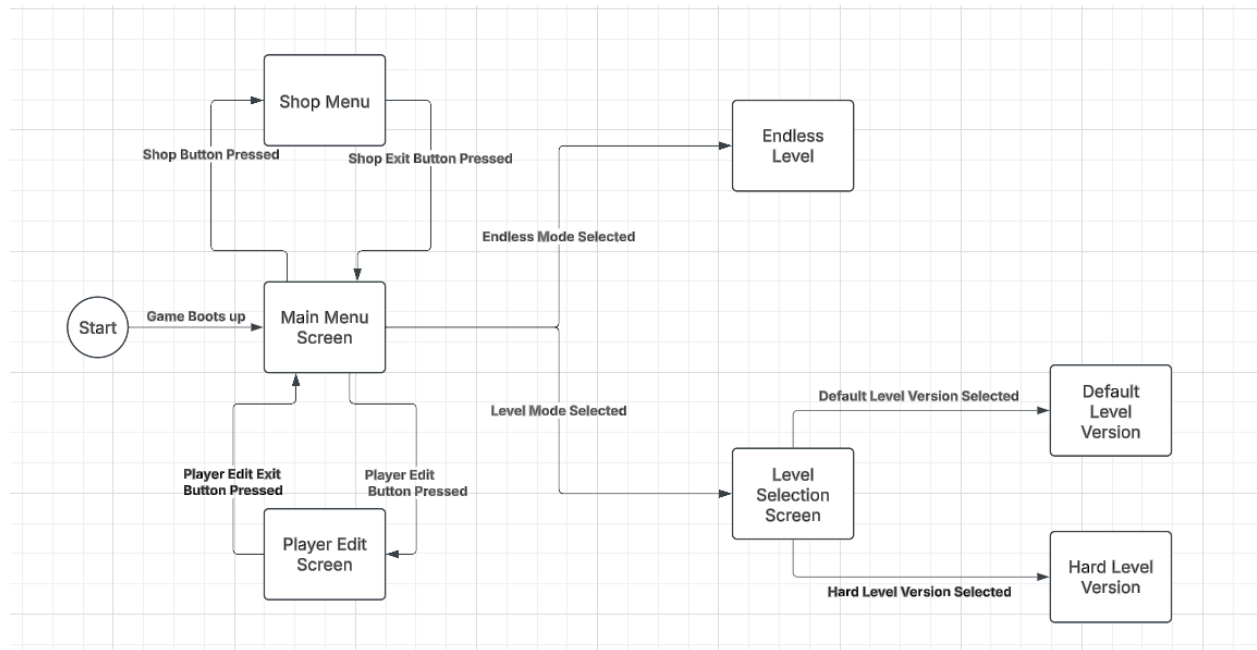 Shop Menu
Shop Button Pressed
Shop Exit Button Pressed
Endless
Level
Endless Mode Selected
Start
Game Boots up
Main Menu
Screen
Level Mode Selected
Default Level Version Selected
Default
Level
Version
Player Edit Exit
Button Pressed
Player Edit
Button Pressed
Level
Selection
Screen
Player Edit
Screen
Hard Level
Version
Hard Level Version Selected